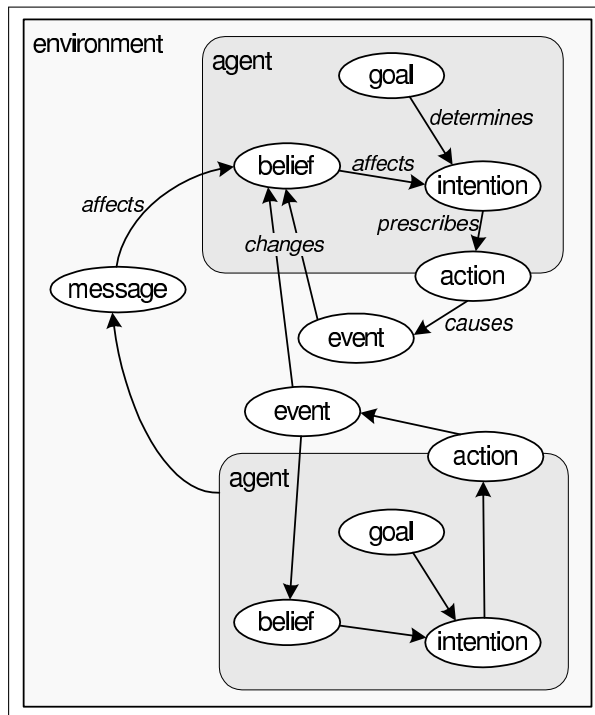 environment
agent
goal
determines
belief
affects
intention
affects
prescribes
changes
action
message
event
causes
event
action
agent
goal
belief
intention